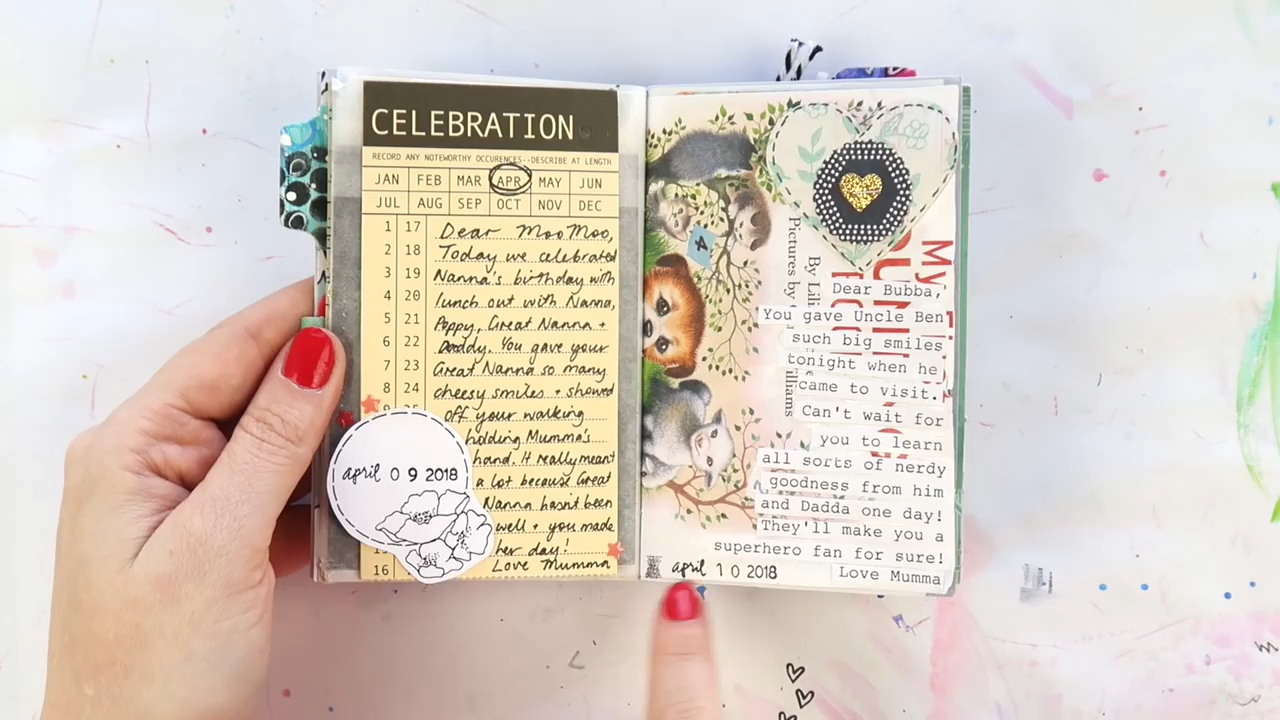 CELEBRATION
RECORD ANY NOTEWORTHY OCCURENCES--DESCRIBE AT LENGTH
JAN FEB MAR APR MAY JUN
JUL AUG SEP OCT NOV DEC
1 17 Dear MooMoo,
2 18 Today we celebrated
3 19 Nanna's birthday with
4 20 lunch out with Nanna,
5 21 Poppy, Great Nanna +
6 22 Daddy. You gave your
7 23 Great Nanna so many
8 24 cheesy smiles + showed
off your walking
holding Mumma's
hand. It really meant
a lot because Great
Nanna hasn't been
well + you made
her day!
16 Love Mumma
april 0 9 2018
4
My
By Lili
Pictures by
illiams
Dear Bubba,
You gave Uncle Ben
such big smiles
tonight when he
came to visit.
Can't wait for
you to learn
all sorts of nerdy
goodness from him
and Dadda one day!
They'll make you a
superhero fan for sure!
Love Mumma
april 1 0 2018